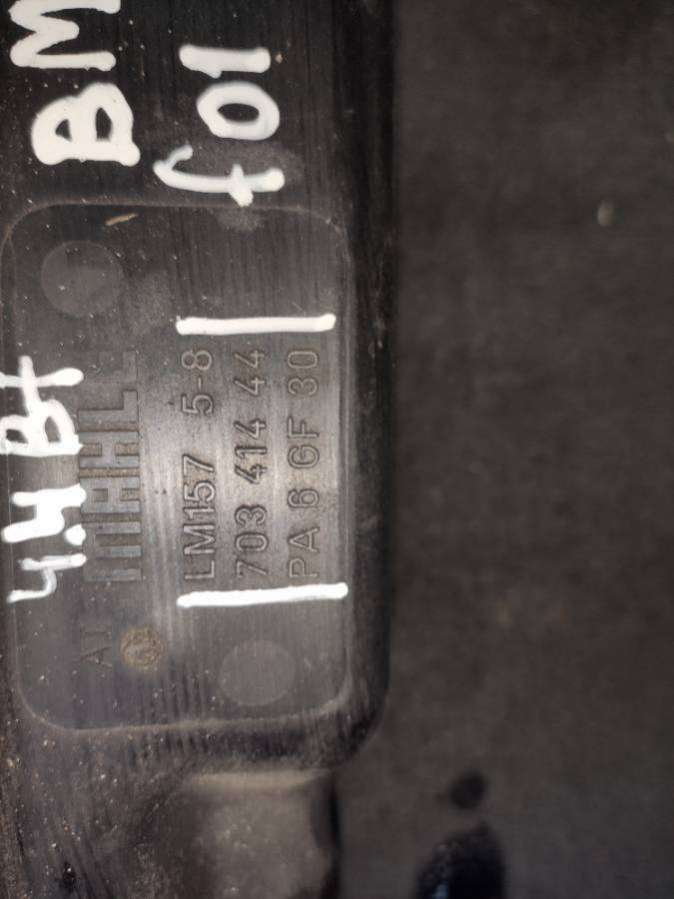 BM
f01
4.4 Bt
MAHLE
AT
LM157 5-8
703 414 44
PA 6 GF 30